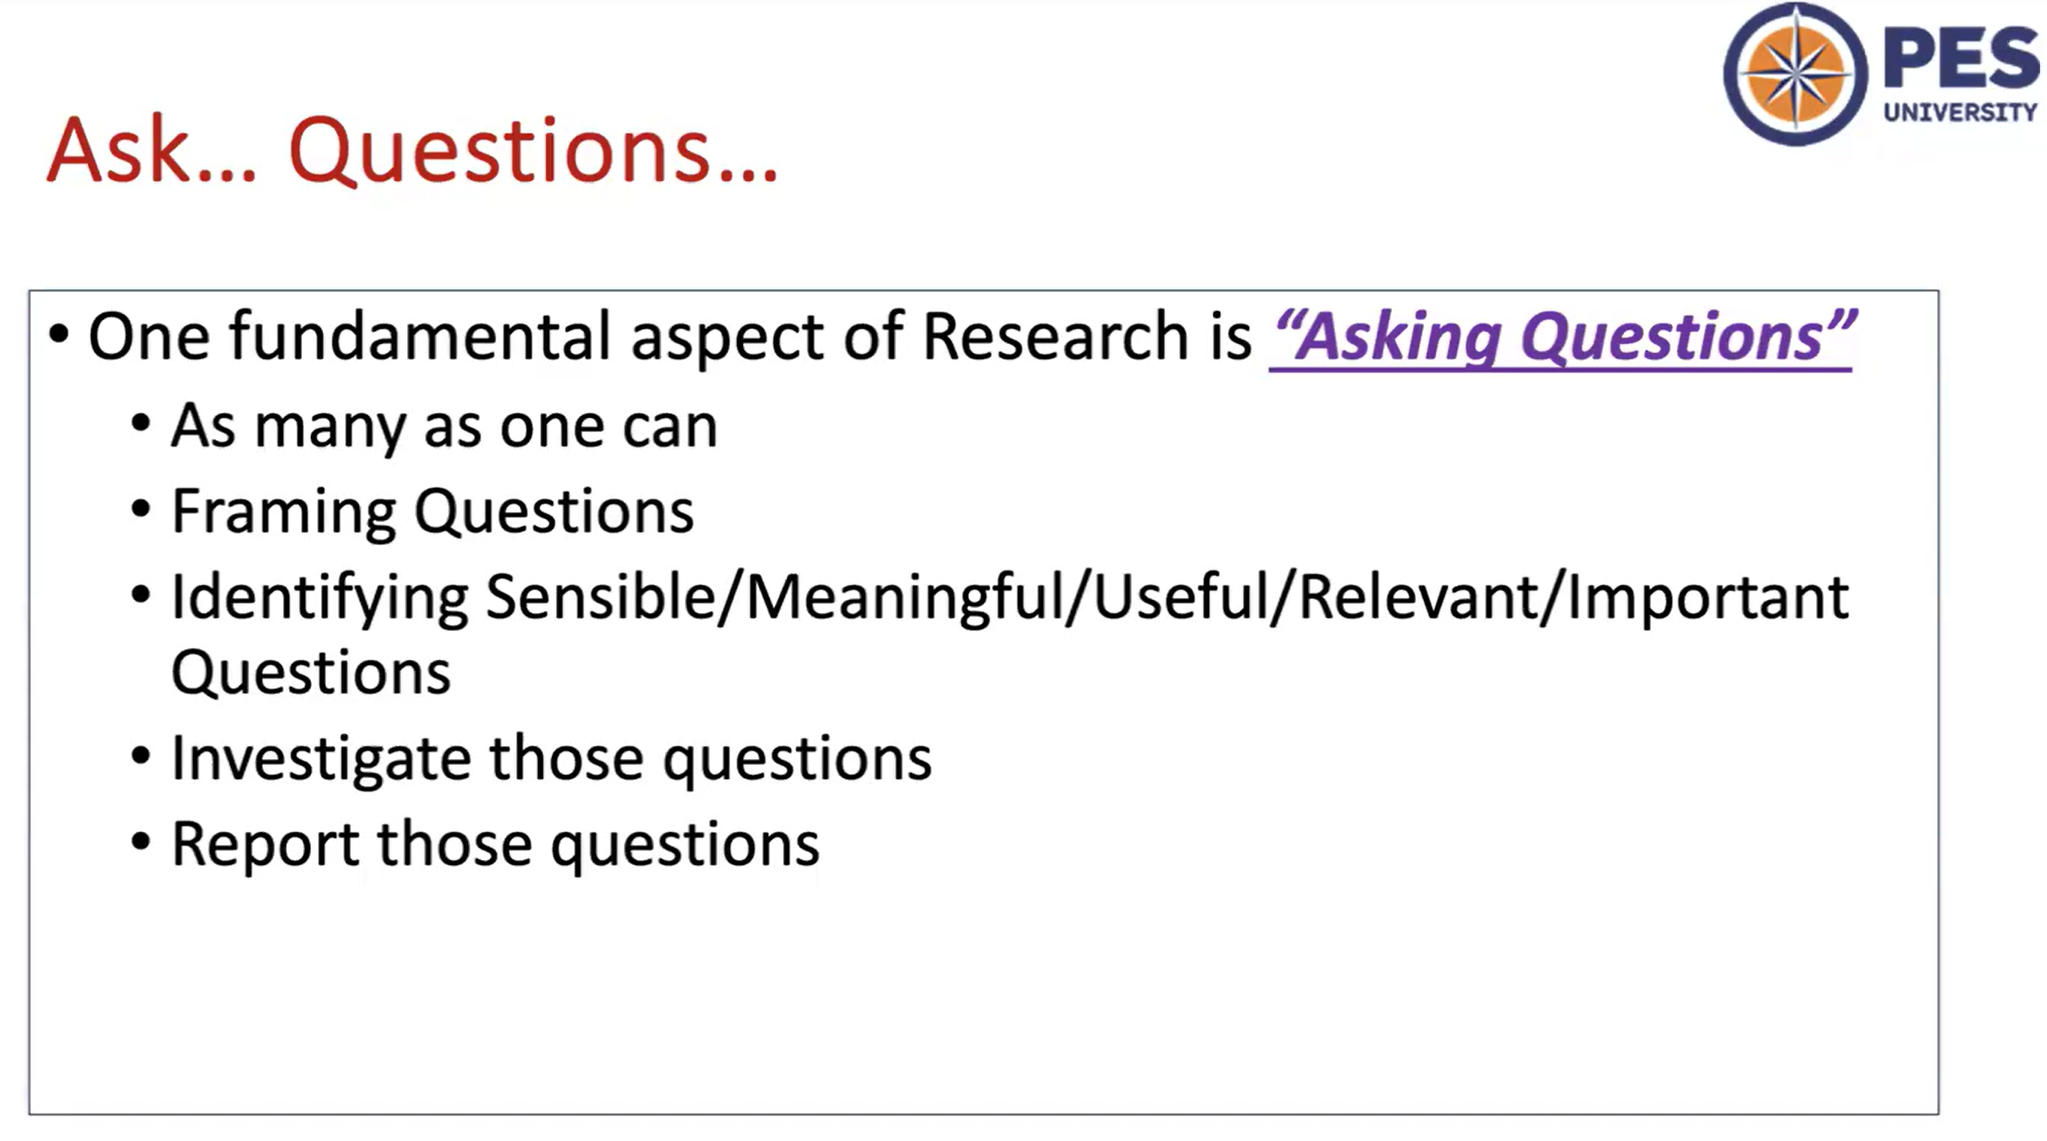 PES
UNIVERSITY
Ask... Questions...
• One fundamental aspect of Research is “Asking Questions”
• As many as one can
• Framing Questions
• Identifying Sensible/Meaningful/Useful/Relevant/Important
Questions
• Investigate those questions
• Report those questions